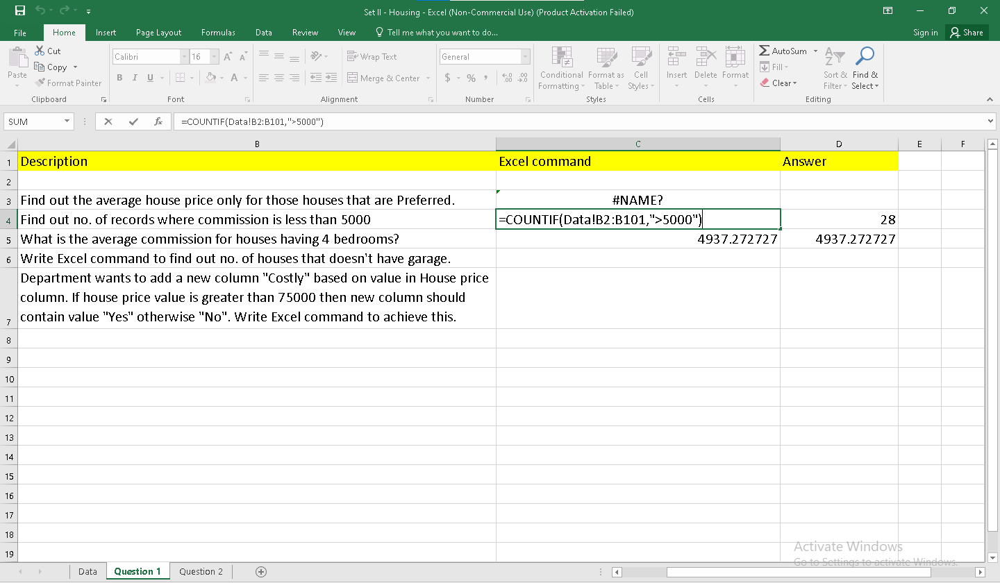 Set II - Housing - Excel (Non-Commercial Use) (Product Activation Failed)
File Home Insert Page Layout Formulas Data Review View Tell me what you want to do... Sign in Share
Paste
Cut
Copy
Format Painter
Clipboard
Calibri 16 A A
B I U A
Font
Wrap Text
Merge & Center
Alignment
General
$ % ,
Number
Conditional Formatting
Format as Table
Cell Styles
Styles
Insert Delete Format
Cells
AutoSum
Fill
Clear
Sort & Filter
Find & Select
Editing
SUM fx =COUNTIF(Data!B2:B101,">5000")
B C D E F
1 Description Excel command Answer
2
3 Find out the average house price only for those houses that are Preferred. #NAME?
4 Find out no. of records where commission is less than 5000 =COUNTIF(Data!B2:B101,">5000") 28
5 What is the average commission for houses having 4 bedrooms? 4937.272727 4937.272727
6 Write Excel command to find out no. of houses that doesn't have garage.
Department wants to add a new column "Costly" based on value in House price
column. If house price value is greater than 75000 then new column should
7 contain value "Yes" otherwise "No". Write Excel command to achieve this.
8
9
10
11
12
13
14
15
16
17
18
19
Activate Windows
Go to Settings to activate Windows.
Data Question 1 Question 2